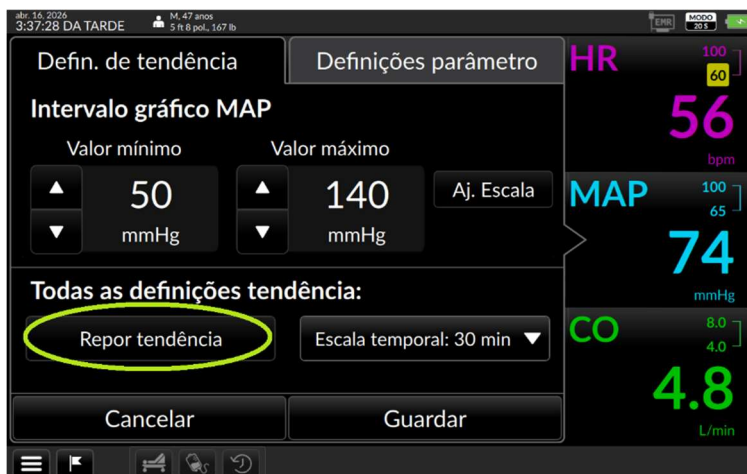 abr. 16, 2026
3:37:28 DA TARDE
M, 47 anos
5 ft 8 pol., 167 lb
EMR
MODO
20 S
Defin. de tendência
Definições parâmetro
Intervalo gráfico MAP
Valor mínimo
Valor máximo
50
mmHg
140
mmHg
Aj. Escala
Todas as definições tendência:
Repor tendência
Escala temporal: 30 min
Cancelar
Guardar
HR
100
60
56
bpm
MAP
100
65
74
mmHg
CO
8.0
4.0
4.8
L/min